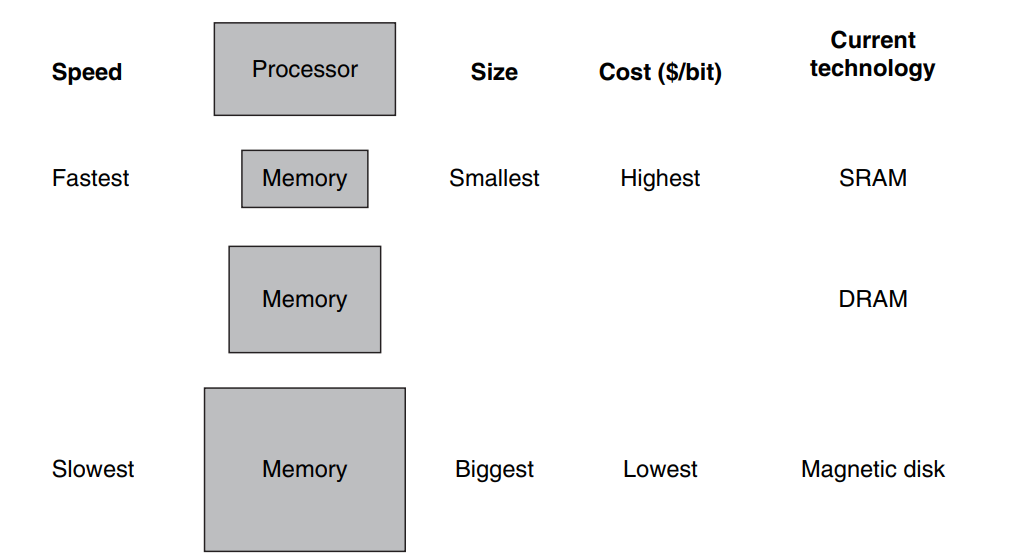 Speed Processor Size Cost ($/bit) Current
technology
Fastest Memory Smallest Highest SRAM
Memory DRAM
Slowest Memory Biggest Lowest Magnetic disk